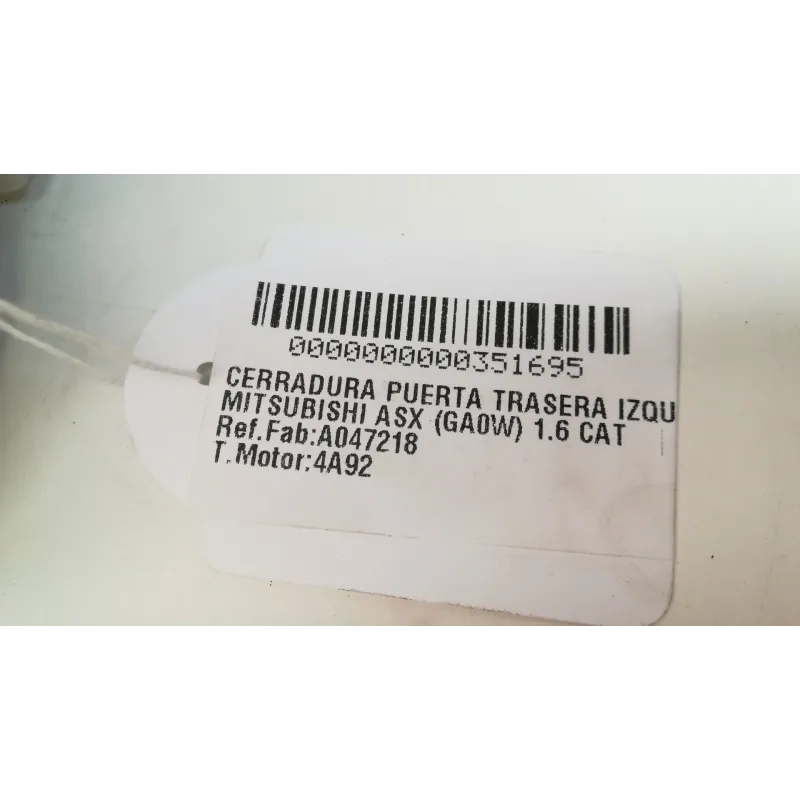 0000000000351695
CERRADURA PUERTA TRASERA IZQU
MITSUBISHI ASX (GA0W) 1.6 CAT
Ref.Fab:A047218
T.Motor:4A92